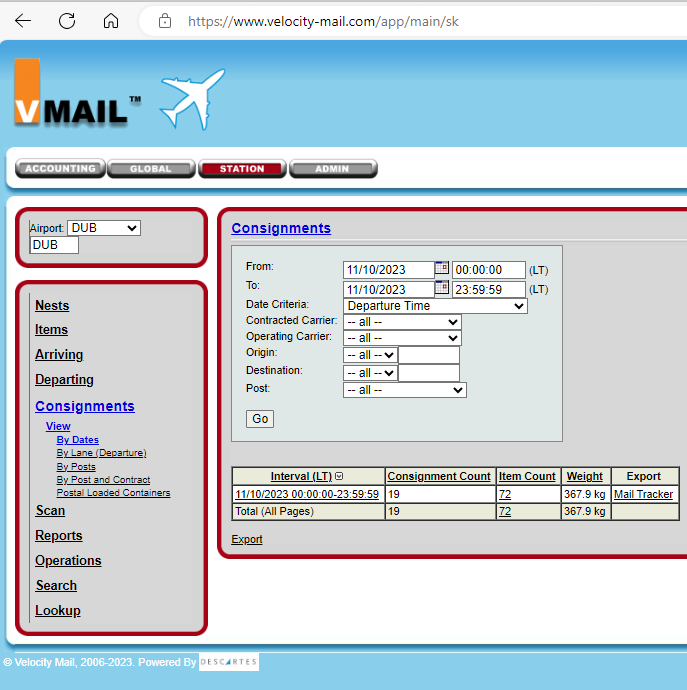 https://www.velocity-mail.com/app/main/sk
VMAIL™
ACCOUNTING GLOBAL STATION ADMIN
Airport: DUB
DUB
Nests
Items
Arriving
Departing
Consignments
View
By Dates
By Lane (Departure)
By Posts
By Post and Contract
Postal Loaded Containers
Scan
Reports
Operations
Search
Lookup
Consignments
From: 11/10/2023 00:00:00 (LT)
To: 11/10/2023 23:59:59 (LT)
Date Criteria: Departure Time
Contracted Carrier: -- all --
Operating Carrier: -- all --
Origin: -- all --
Destination: -- all --
Post: -- all --
Go
Interval (LT) Consignment Count Item Count Weight Export
11/10/2023 00:00:00-23:59:59 19 72 367.9 kg Mail Tracker
Total (All Pages) 19 72 367.9 kg
Export
© Velocity Mail, 2006-2023. Powered By DESCARTES